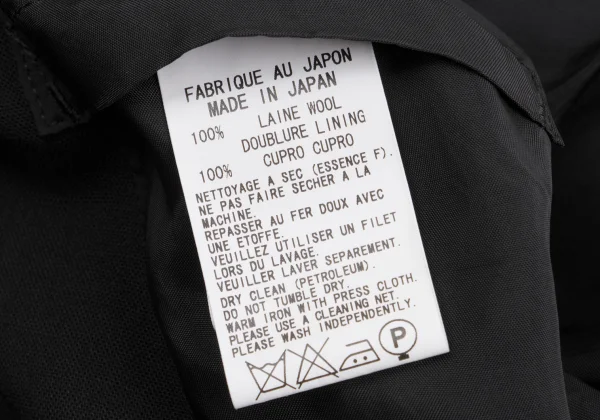 FABRIQUE AU JAPON
MADE IN JAPAN
100% LAINE WOOL
DOUBLURE LINING
100% CUPRO CUPRO
NETTOYAGE A SEC (ESSENCE F).
NE PAS FAIRE SECHER A LA
MACHINE.
REPASSER AU FER DOUX AVEC
UNE ETOFFE.
VEUILLEZ UTILISER UN FILET
LORS DU LAVAGE.
VEUILLER LAVER SEPAREMENT.
DRY CLEAN (PETROLEUM).
DO NOT TUMBLE DRY.
WARM IRON WITH PRESS CLOTH.
PLEASE USE A CLEANING NET.
PLEASE WASH INDEPENDENTLY.
P